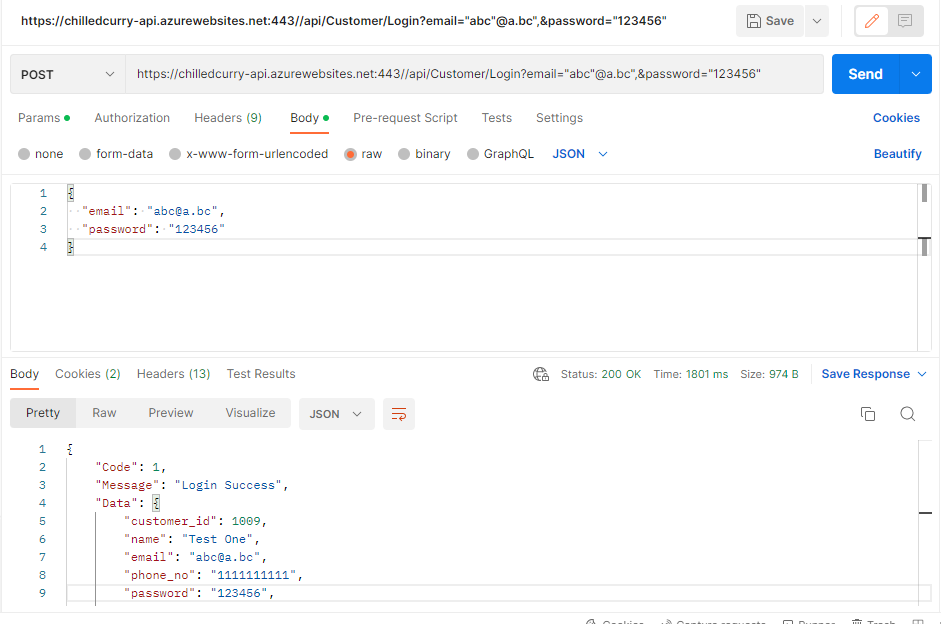 https://chilledcurry-api.azurewebsites.net:443//api/Customer/Login?email="abc"@a.bc",&password="123456"
Save
POST
https://chilledcurry-api.azurewebsites.net:443//api/Customer/Login?email="abc"@a.bc",&password="123456"
Send
Params Authorization Headers (9) Body Pre-request Script Tests Settings Cookies
none form-data x-www-form-urlencoded raw binary GraphQL JSON Beautify
1 {
2 "email": "abc@a.bc",
3 "password": "123456"
4 }
Body Cookies (2) Headers (13) Test Results Status: 200 OK Time: 1801 ms Size: 974 B Save Response
Pretty Raw Preview Visualize JSON
1 {
2 "Code": 1,
3 "Message": "Login Success",
4 "Data": {
5 "customer_id": 1009,
6 "name": "Test One",
7 "email": "abc@a.bc",
8 "phone_no": "1111111111",
9 "password": "123456",
Cookies Capture requests Runner Trash